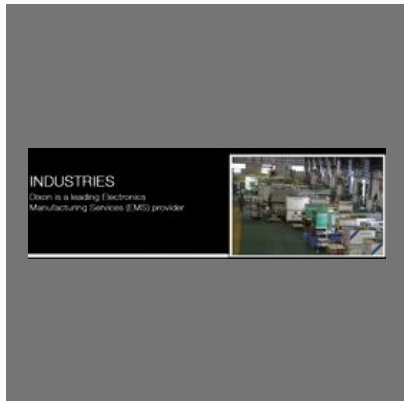 INDUSTRIES
Dixon is a leading Electronics
Manufacturing Services (EMS) provider